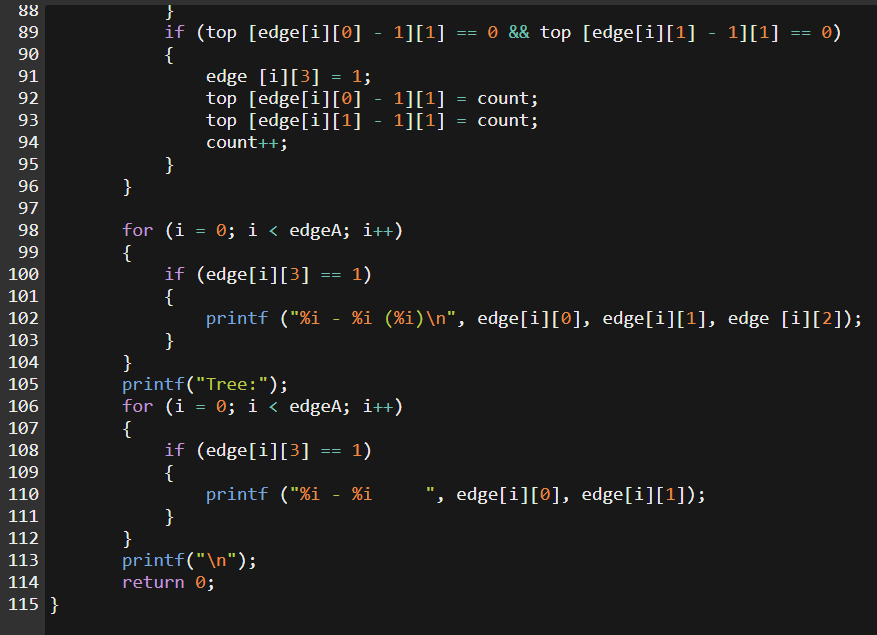 88             }
89             if (top [edge[i][0] - 1][1] == 0 && top [edge[i][1] - 1][1] == 0)
90             {
91                 edge [i][3] = 1;
92                 top [edge[i][0] - 1][1] = count;
93                 top [edge[i][1] - 1][1] = count;
94                 count++;
95             }
96         }
97
98         for (i = 0; i < edgeA; i++)
99         {
100             if (edge[i][3] == 1)
101             {
102                 printf ("%i - %i (%i)\n", edge[i][0], edge[i][1], edge [i][2]);
103             }
104         }
105         printf("Tree:");
106         for (i = 0; i < edgeA; i++)
107         {
108             if (edge[i][3] == 1)
109             {
110                 printf ("%i - %i     ", edge[i][0], edge[i][1]);
111             }
112         }
113         printf("\n");
114         return 0;
115 }